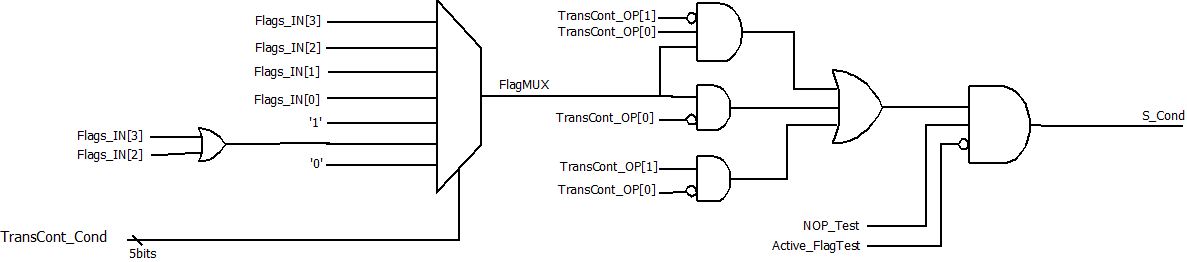 Flags_IN[3]
Flags_IN[2]
Flags_IN[1]
Flags_IN[0]
'1'
Flags_IN[3]
Flags_IN[2]
'0'
TransCont_Cond
5bits
FlagMUX
TransCont_OP[1]
TransCont_OP[0]
TransCont_OP[0]
TransCont_OP[1]
TransCont_OP[0]
NOP_Test
Active_FlagTest
S_Cond